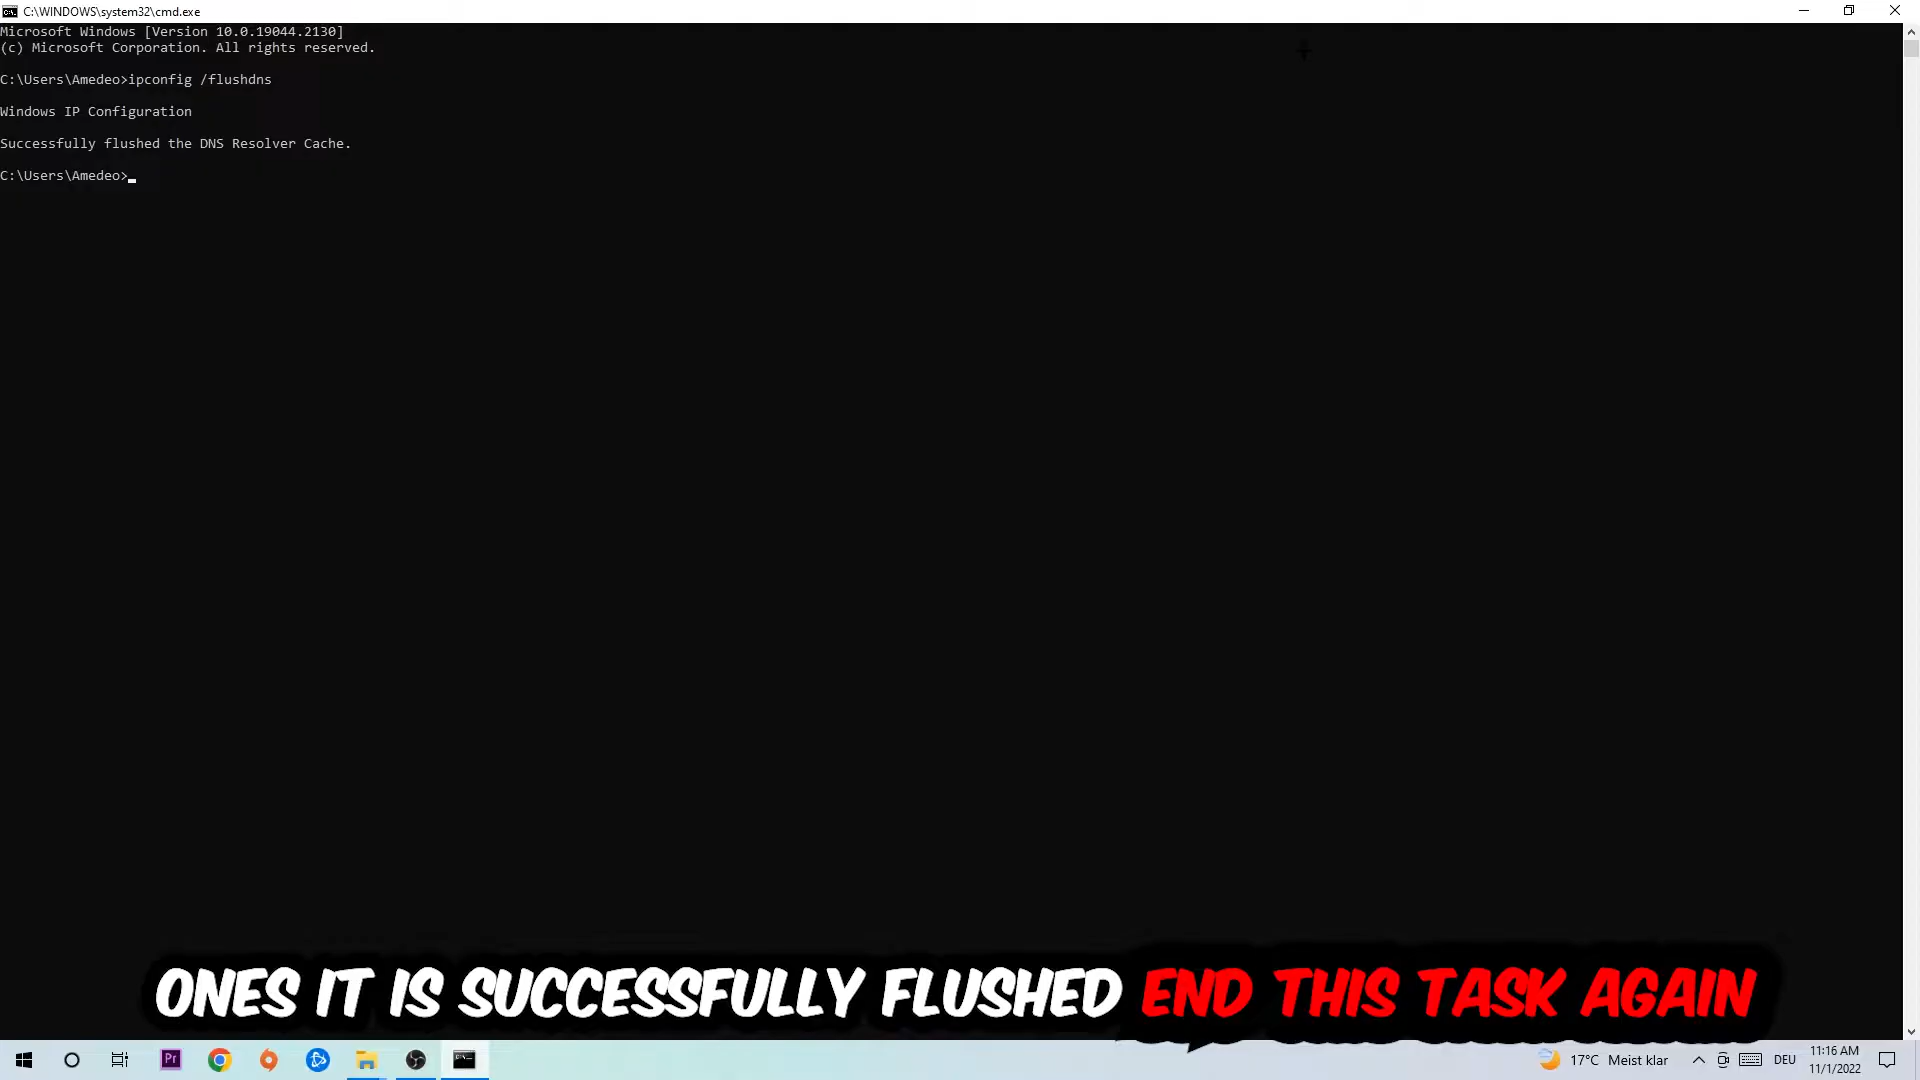 C:\WINDOWS\system32\cmd.exe
Microsoft Windows [Version 10.0.19044.2130]
(c) Microsoft Corporation. All rights reserved.
C:\Users\Amedeo>ipconfig /flushdns
Windows IP Configuration
Successfully flushed the DNS Resolver Cache.
C:\Users\Amedeo>
ONES IT IS SUCCESSFULLY FLUSHED END THIS TASK AGAIN
Pr
17°C Meist klar
DEU
11:16 AM
11/1/2022